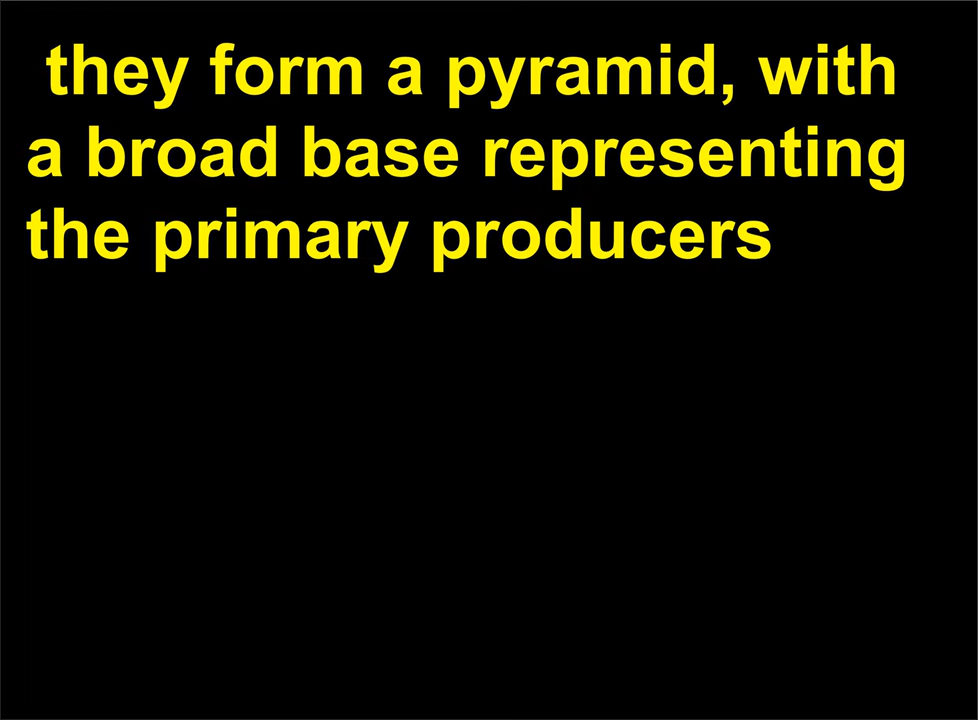 they form a pyramid, with
a broad base representing
the primary producers